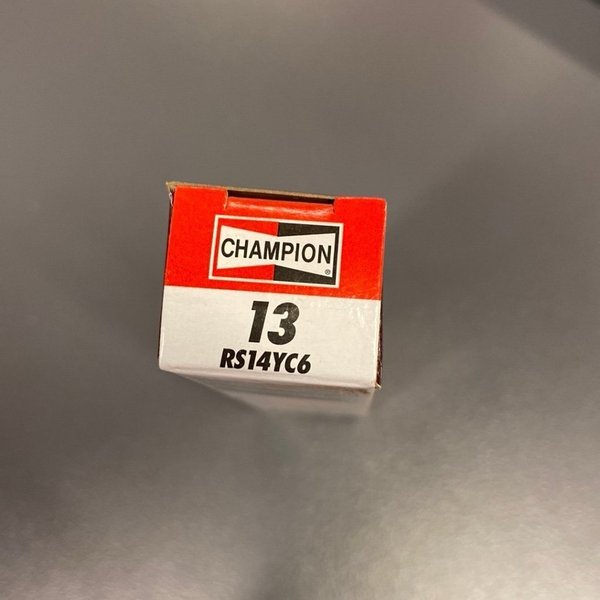 CHAMPION
®
13
RS14YC6